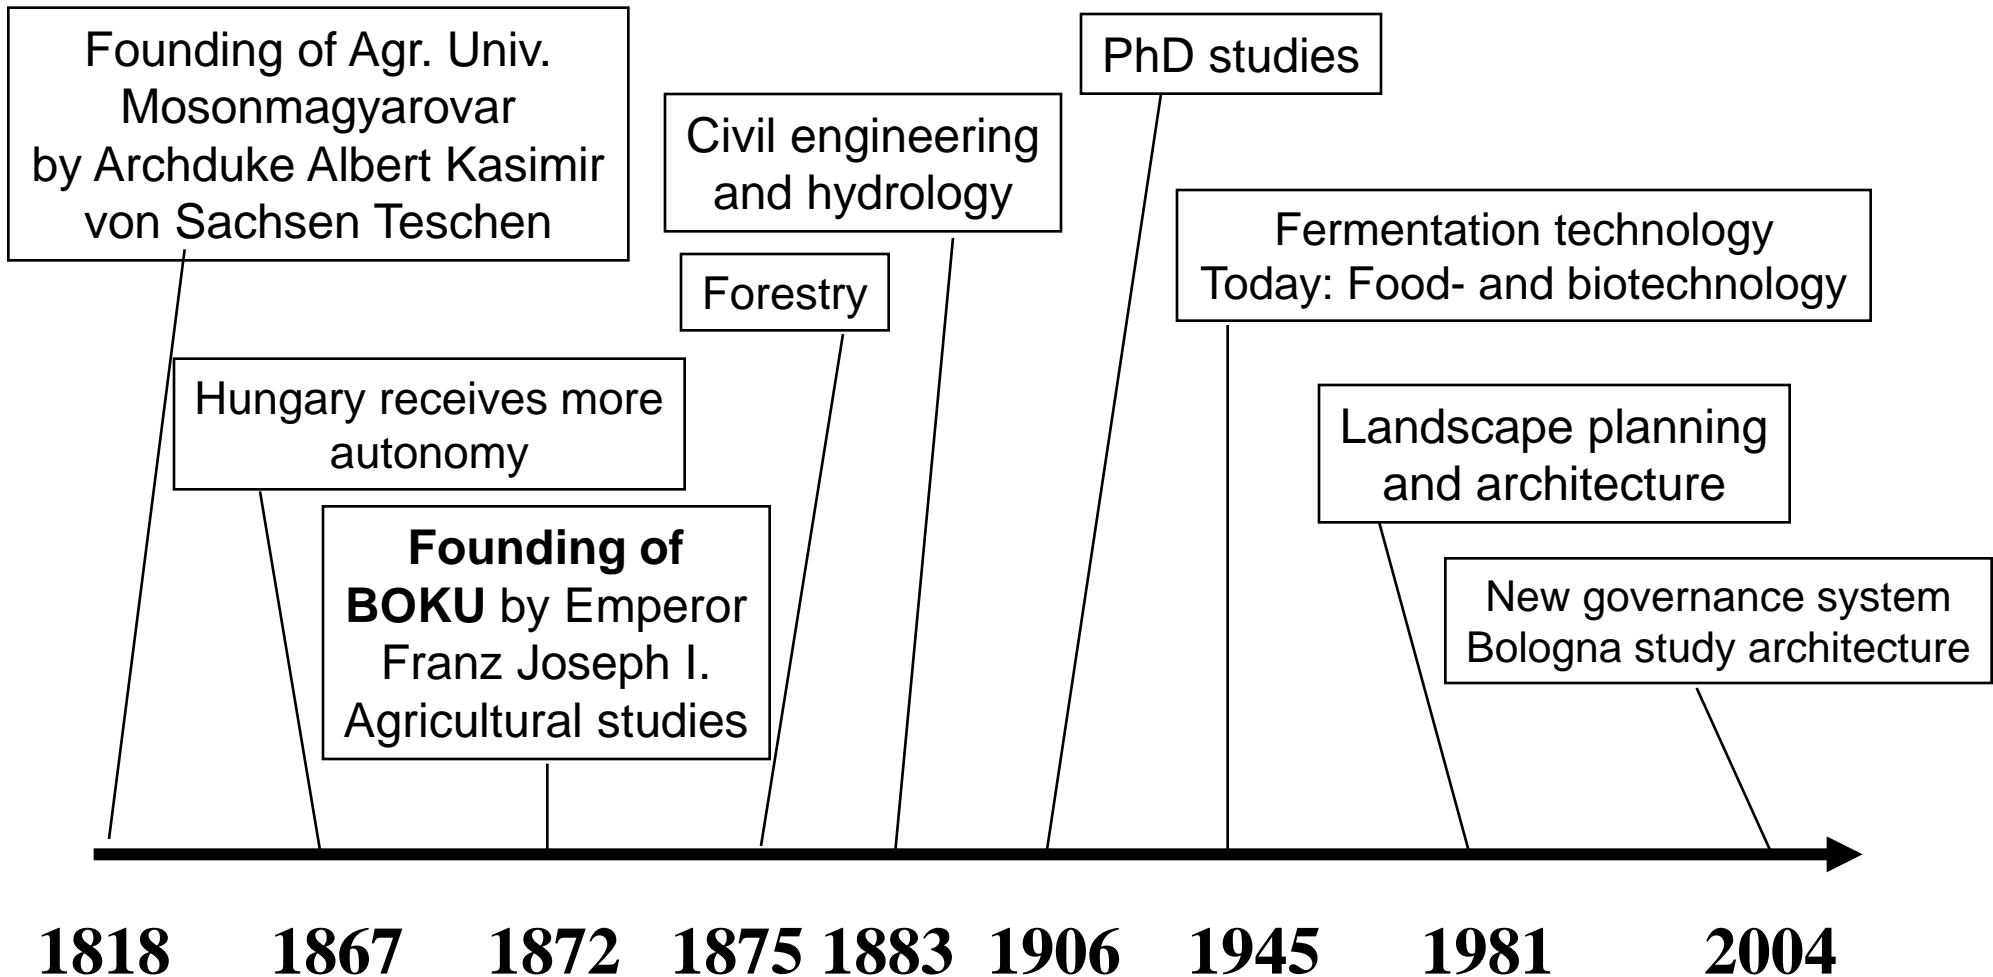 Founding of Agr. Univ.
Mosonmagyarovar
by Archduke Albert Kasimir
von Sachsen Teschen
Hungary receives more
autonomy
Founding of
BOKU by Emperor
Franz Joseph I.
Agricultural studies
Forestry
Civil engineering
and hydrology
PhD studies
Fermentation technology
Today: Food- and biotechnology
Landscape planning
and architecture
New governance system
Bologna study architecture
1818 1867 1872 1875 1883 1906 1945 1981 2004